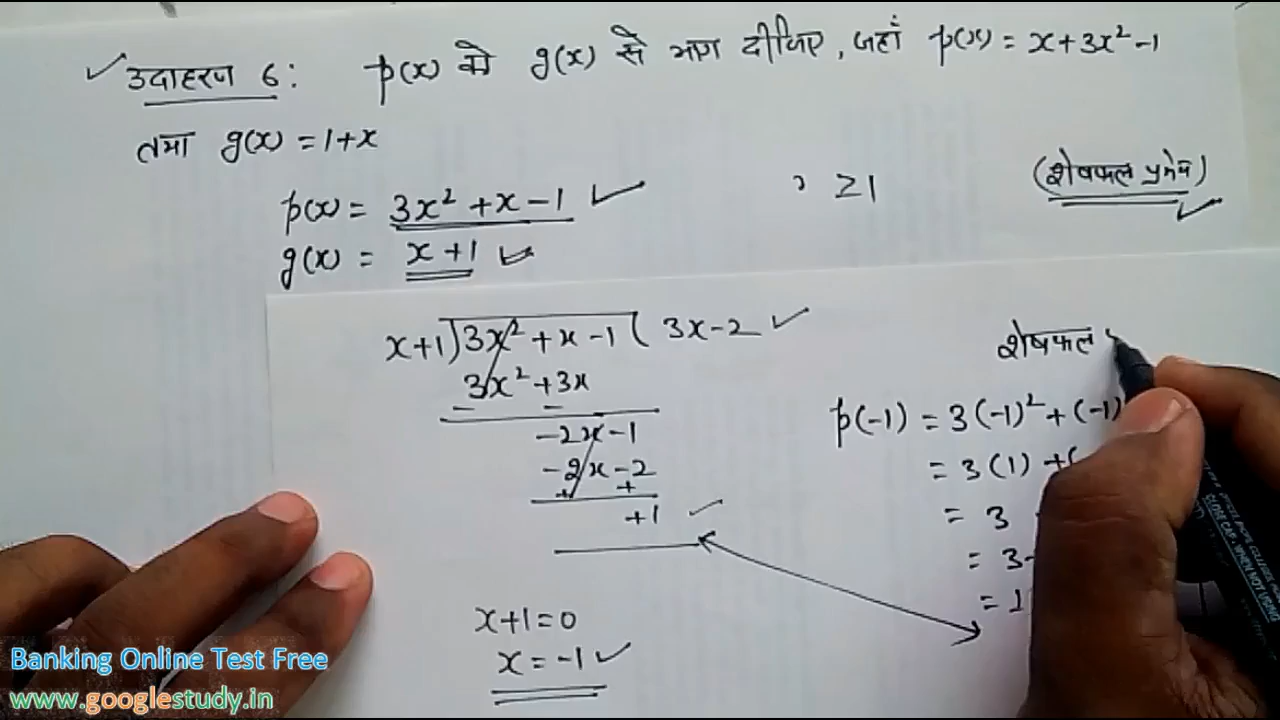 उदाहरण 6: p(x) को g(x) से भाग दीजिए, जहाँ p(x) = x+3x²-1
तथा g(x) = 1+x
p(x) = 3x² + x - 1
g(x) = x + 1
≥1
(शेषफल प्रमेय)
x+1)3x² + x - 1( 3x-2
3x² + 3x
- -
-2x - 1
-2x - 2
+ +
+1
x+1=0
x = -1
शेषफल
p(-1) = 3(-1)² + (-1)
= 3(1) +(
= 3
= 3-
= 1
Banking Online Test Free
www.googlestudy.in